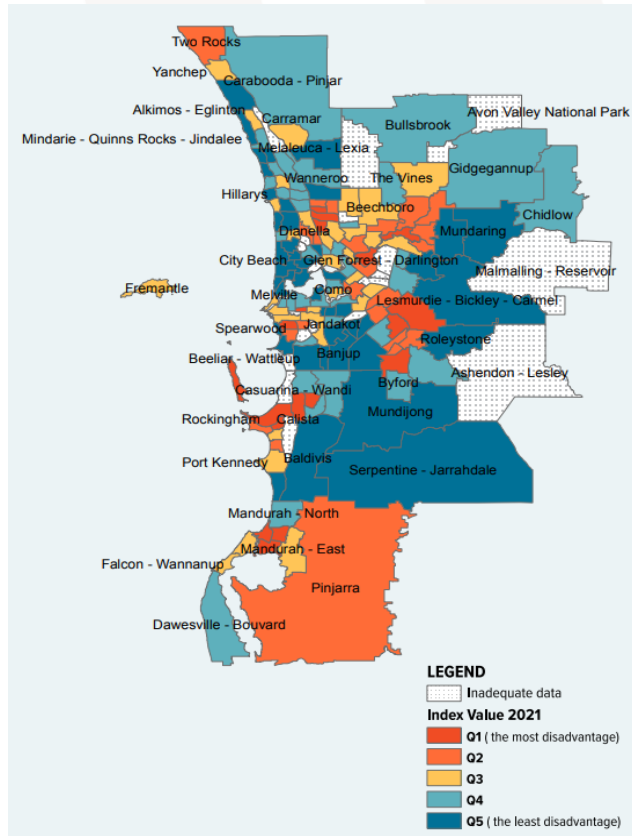 Two Rocks
Yanchep
Carabooda - Pinjar
Alkimos - Eglinton
Carramar
Avon Valley National Park
Bullsbrook
Mindarie - Quinns Rocks - Jindalee
Melaleuca - Lexia
Gidgegannup
Wanneroo
The Vines
Hillarys
Beechboro
Chidlow
Dianella
Mundaring
City Beach
Glen Forrest - Darlington
Malmalling - Reservoir
Fremantle
Melville
Como
Lesmurdie - Bickley - Carmel
Spearwood
Jandakot
Roleystone
Beeliar - Wattleup
Banjup
Ashendon - Lesley
Casuarina - Wandi
Byford
Rockingham
Calista
Mundijong
Port Kennedy
Baldivis
Serpentine - Jarrahdale
Mandurah - North
Mandurah - East
Falcon - Wannanup
Pinjarra
Dawesville - Bouvard
LEGEND
Inadequate data
Index Value 2021
Q1 ( the most disadvantage)
Q2
Q3
Q4
Q5 ( the least disadvantage)